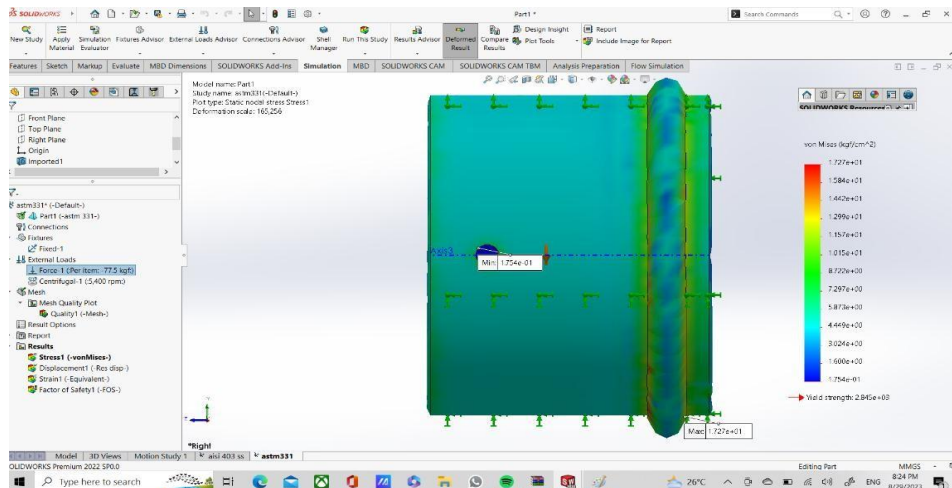 SOLIDWORKS
Part1 *
Search Commands
New Study
Apply Material
Simulation Evaluator
Fixtures Advisor
External Loads Advisor
Connections Advisor
Shell Manager
Run This Study
Results Advisor
Deformed Result
Compare Results
Design Insight
Plot Tools
Report
Include Image for Report
Features Sketch Markup Evaluate MBD Dimensions SOLIDWORKS Add-Ins Simulation MBD SOLIDWORKS CAM SOLIDWORKS CAM TBM Analysis Preparation Flow Simulation
Front Plane
Top Plane
Right Plane
Origin
Imported1
astm331* (-Default-)
Part1 (-astm 331-)
Connections
Fixtures
Fixed-1
External Loads
Force-1 (:Per item: -77.5 kgf:)
Centrifugal-1 (:5,400 rpm:)
Mesh
Mesh Quality Plot
Quality1 (-Mesh-)
Result Options
Report
Results
Stress1 (-vonMises-)
Displacement1 (-Res disp-)
Strain1 (-Equivalent-)
Factor of Safety1 (-FOS-)
Model name: Part1
Study name: astm331(-Default-)
Plot type: Static nodal stress Stress1
Deformation scale: 165,256
Axis3
Min: 1.754e-01
Max: 1.727e+01
SOLIDWORKS Resources
von Mises (kgf/cm^2)
1.727e+01
1.584e+01
1.442e+01
1.299e+01
1.157e+01
1.015e+01
8.722e+00
7.297e+00
5.873e+00
4.449e+00
3.024e+00
1.600e+00
1.754e-01
Yield strength: 2.845e+03
*Right
Model 3D Views Motion Study 1 aisi 403 ss astm331
SOLIDWORKS Premium 2022 SP0.0
Editing Part
MMGS
Type here to search
26°C
ENG
8:24 PM
8/29/2023